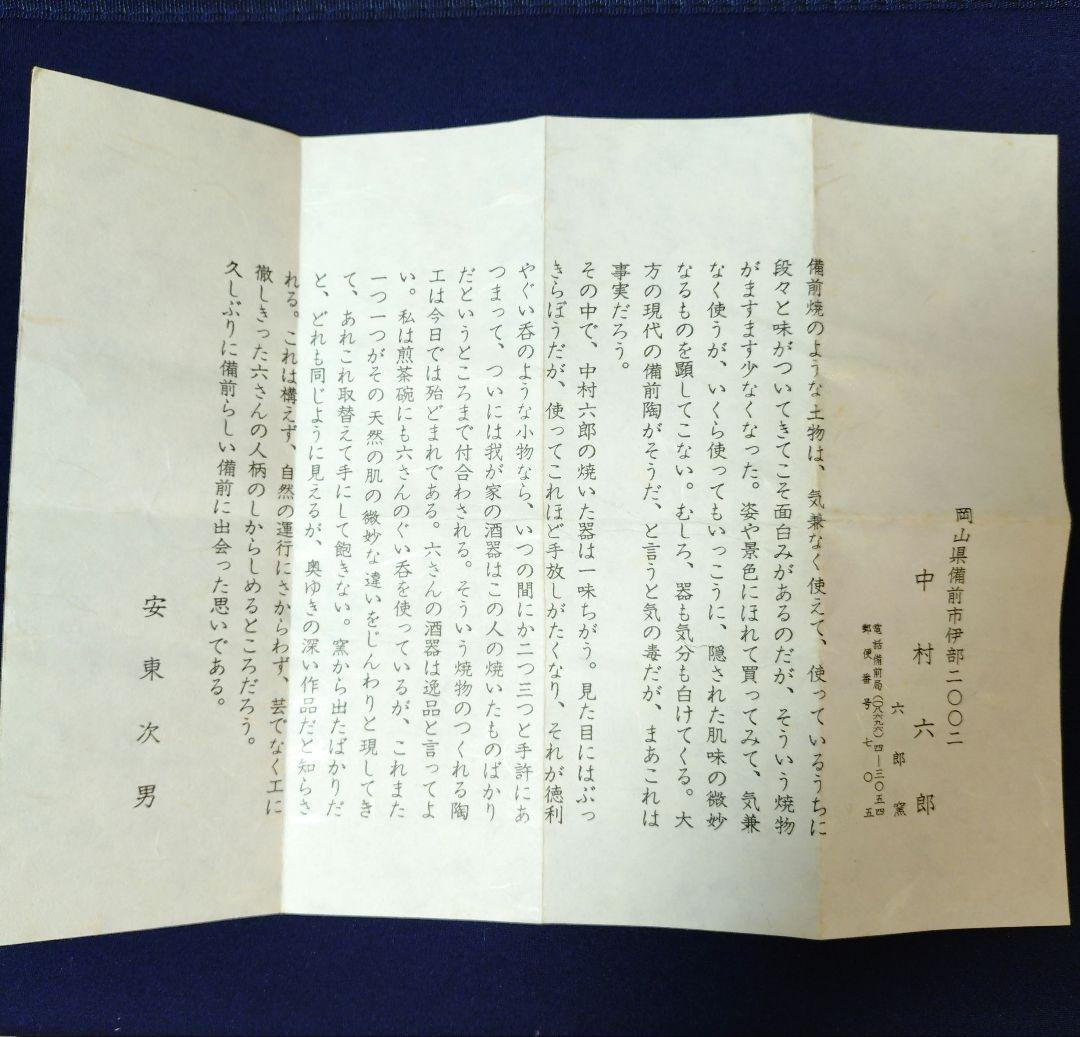 岡山県備前市伊部二〇〇二
中村六郎
六郎窯
電話備前局(〇八六九六)四―三〇五四
郵便番号七〇五
備前焼のような土物は、気兼なく使えて、使っているうちに
段々と味がついてきてこそ面白みがあるのだが、そういう焼物
がますます少なくなった。姿や景色にほれて買ってみて、気兼
なく使うが、いくら使ってもいっこうに、隠された肌味の微妙
なるものを顕してこない。むしろ、器も気分も白けてくる。大
方の現代の備前陶がそうだ、と言うと気の毒だが、まあこれは
事実だろう。
その中で、中村六郎の焼いた器は一味ちがう。見た目にはぶっ
きらぼうだが、使ってこれほど手放しがたくなり、それが徳利
やぐい呑のような小物なら、いつの間にか二つ三つと手許にあ
つまって、ついには我が家の酒器はこの人の焼いたものばかり
だというところまで付合わされる。そういう焼物のつくれる陶
工は今日では殆どまれである。六さんの酒器は逸品と言ってよ
い。私は煎茶碗にも六さんのぐい呑を使っているが、これまた
一つ一つがその天然の肌の微妙な違いをじんわりと現してき
て、あれこれ取替えて手にして飽きない。窯から出たばかりだ
と、どれも同じように見えるが、奥ゆきの深い作品だと知らさ
れる。これは構えず、自然の運行にさからわず、芸でなく工に
徹しきった六さんの人柄のしからしめるところだろう。
久しぶりに備前らしい備前に出会った思いである。
安東次男